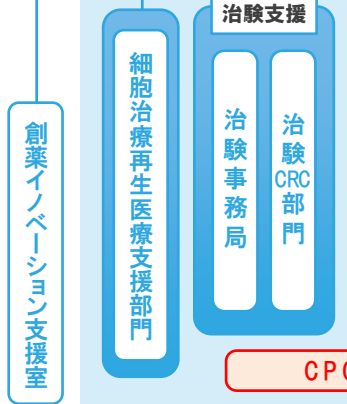 治験支援
創薬イノベーション支援室
細胞治療再生医療支援部門
治験事務局
治験CRC部門